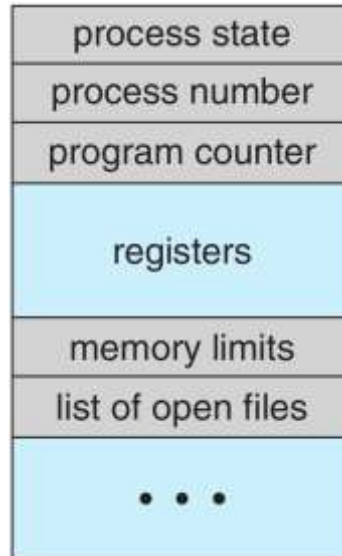 process state
process number
program counter
registers
memory limits
list of open files
• • •